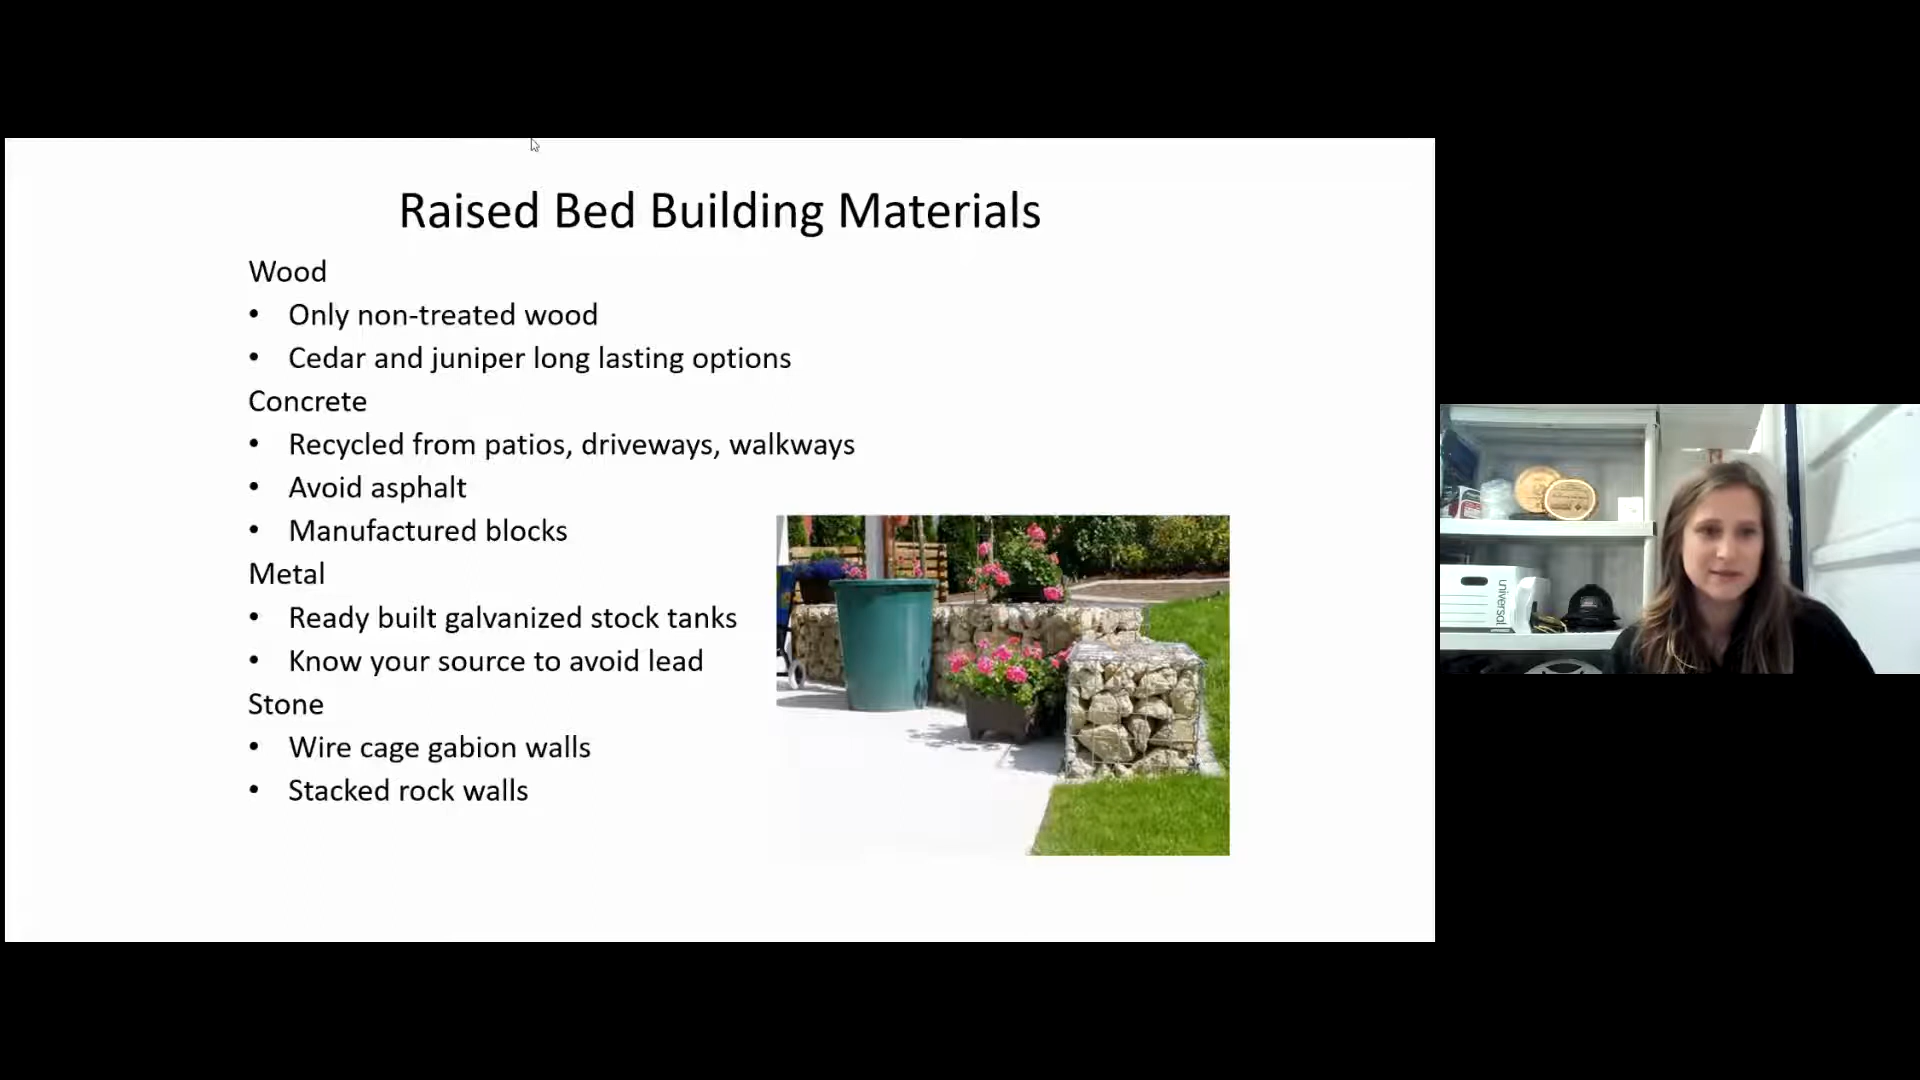 Raised Bed Building Materials
Wood
• Only non-treated wood
• Cedar and juniper long lasting options
Concrete
• Recycled from patios, driveways, walkways
• Avoid asphalt
• Manufactured blocks
Metal
• Ready built galvanized stock tanks
• Know your source to avoid lead
Stone
• Wire cage gabion walls
• Stacked rock walls
universal